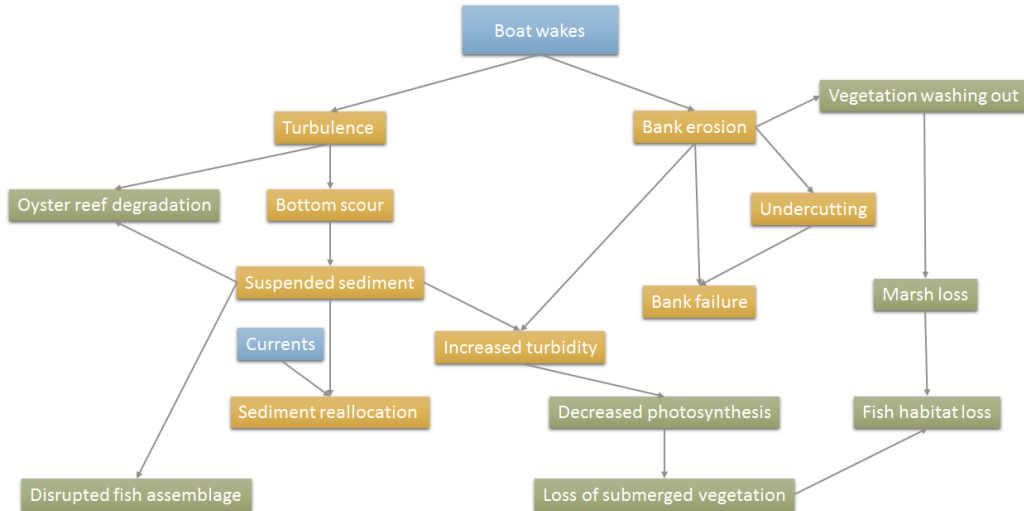 Boat wakes
Vegetation washing out
Turbulence
Bank erosion
Oyster reef degradation
Bottom scour
Undercutting
Suspended sediment
Bank failure
Marsh loss
Currents
Increased turbidity
Sediment reallocation
Decreased photosynthesis
Fish habitat loss
Disrupted fish assemblage
Loss of submerged vegetation